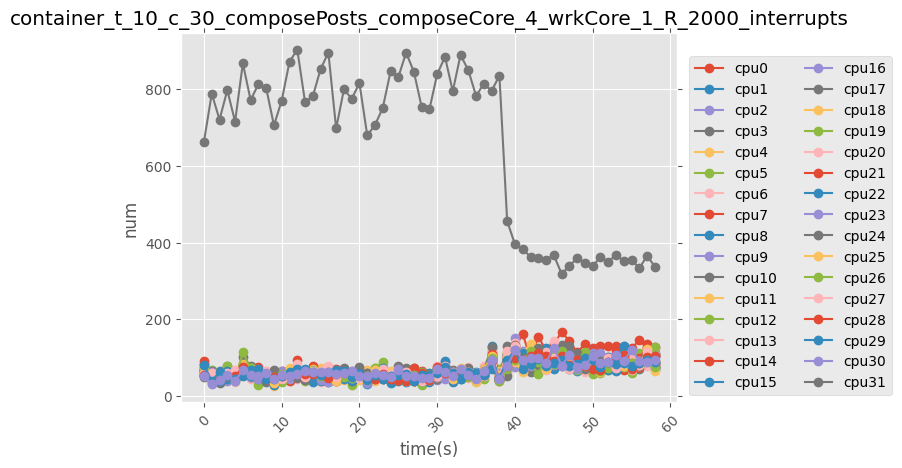 container_t_10_c_30_composePosts_composeCore_4_wrkCore_1_R_2000_interrupts
800
600
400
200
0
num
0 10 20 30 40 50 60
time(s)
cpu0 cpu16
cpu1 cpu17
cpu2 cpu18
cpu3 cpu19
cpu4 cpu20
cpu5 cpu21
cpu6 cpu22
cpu7 cpu23
cpu8 cpu24
cpu9 cpu25
cpu10 cpu26
cpu11 cpu27
cpu12 cpu28
cpu13 cpu29
cpu14 cpu30
cpu15 cpu31